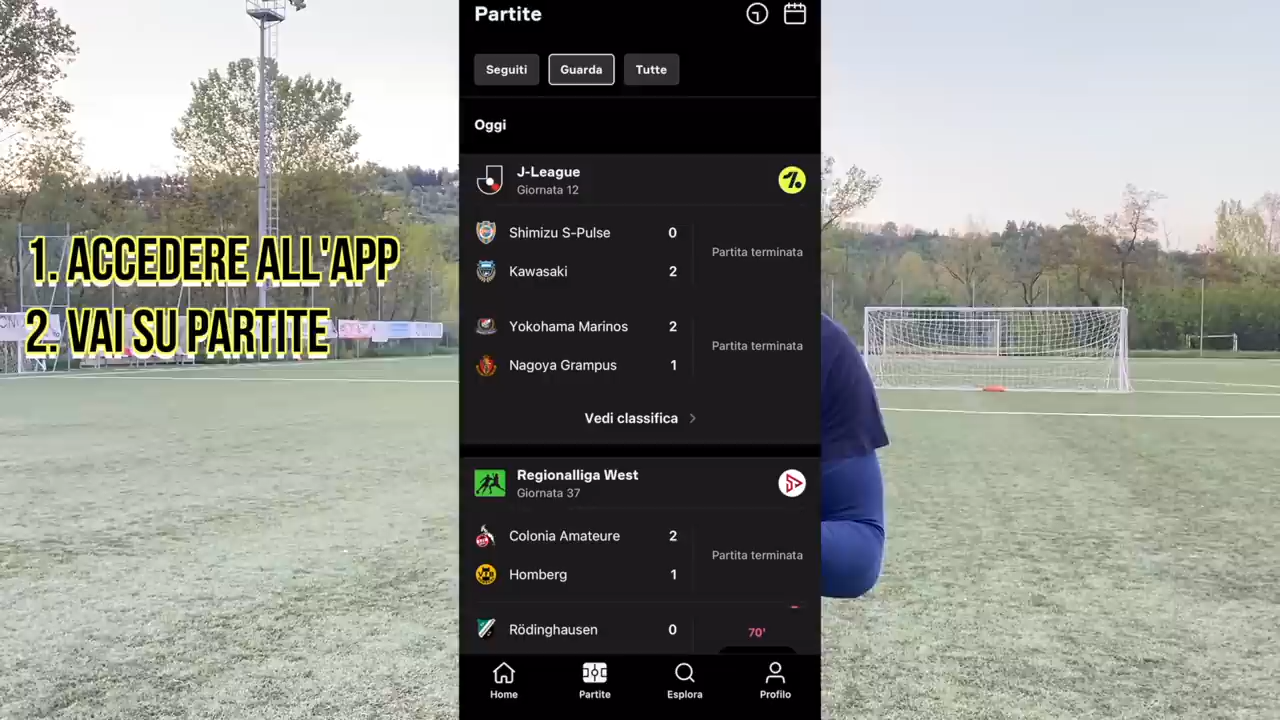 Partite
Seguiti
Guarda
Tutte
Oggi
J-League
Giornata 12
Shimizu S-Pulse 0
Kawasaki 2
Partita terminata
Yokohama Marinos 2
Nagoya Grampus 1
Partita terminata
Vedi classifica
Regionalliga West
Giornata 37
Colonia Amateure 2
Homberg 1
Partita terminata
Rödinghausen 0
70'
Home
Partite
Esplora
Profilo
1. ACCEDERE ALL'APP
2. VAI SU PARTITE